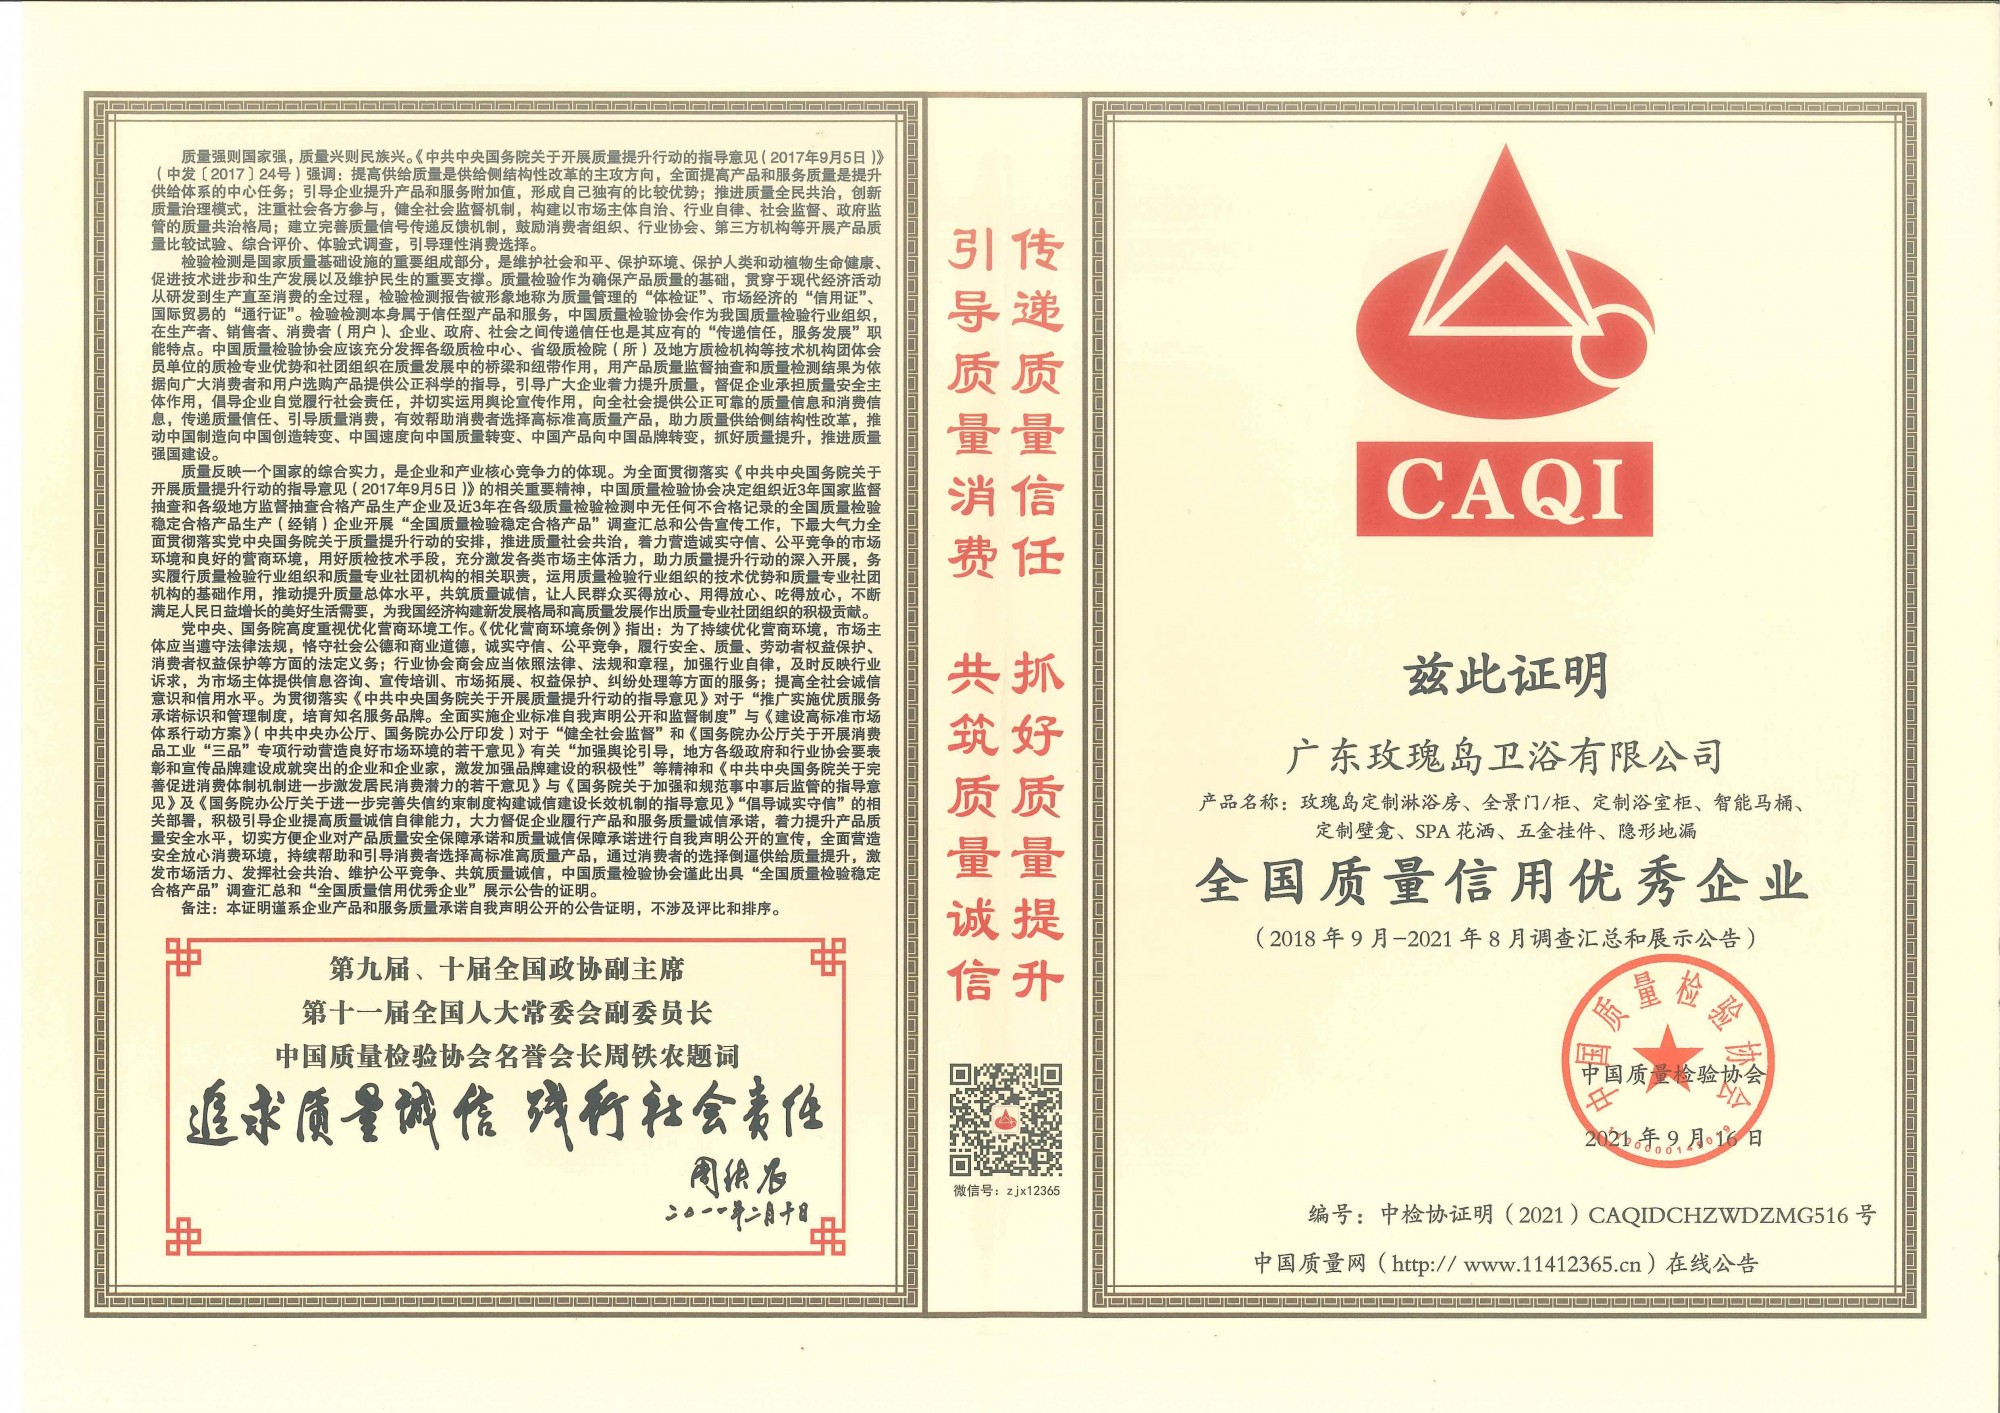 质量强则国家强，质量兴则民族兴。《中共中央国务院关于开展质量提升行动的指导意见（2017年9月5日）》
（中发〔2017〕24号）强调：提高供给质量是供给侧结构性改革的主攻方向，全面提高产品和服务质量是提升
供给体系的中心任务；引导企业提升产品和服务附加值，形成自己独有的比较优势；推进质量全民共治，创新
质量治理模式，注重社会各方参与，健全社会监督机制，构建以市场主体自治、行业自律、社会监督、政府监
管的质量共治格局；建立完善质量信号传递反馈机制，鼓励消费者组织、行业协会、第三方机构等开展产品质
量比较试验、综合评价、体验式调查，引导理性消费选择。
检验检测是国家质量基础设施的重要组成部分，是维护社会和平、保护环境、保护人类和动植物生命健康、
促进技术进步和生产发展以及维护民生的重要支撑。质量检验作为确保产品质量的基础，贯穿于现代经济活动
从研发到生产直至消费的全过程，检验检测报告被形象地称为质量管理的“体检证”、市场经济的“信用证”、
国际贸易的“通行证”。检验检测本身属于信任型产品和服务，中国质量检验协会作为我国质量检验行业组织，
在生产者、销售者、消费者（用户）、企业、政府、社会之间传递信任也是其应有的“传递信任，服务发展”职
能特点。中国质量检验协会应该充分发挥各级质检中心、省级质检院（所）及地方质检机构等技术机构团体会
员单位的质检专业优势和社团组织在质量发展中的桥梁和纽带作用，用产品质量监督抽查和质量检测结果为依
据向广大消费者和用户选购产品提供公正科学的指导，引导广大企业着力提升质量，督促企业承担质量安全主
体作用，倡导企业自觉履行社会责任，并切实运用舆论宣传作用，向全社会提供公正可靠的质量信息和消费信
息，传递质量信任、引导质量消费，有效帮助消费者选择高标准高质量产品，助力质量供给侧结构性改革，推
动中国制造向中国创造转变、中国速度向中国质量转变、中国产品向中国品牌转变，抓好质量提升，推进质量
强国建设。
质量反映一个国家的综合实力，是企业和产业核心竞争力的体现。为全面贯彻落实《中共中央国务院关于
开展质量提升行动的指导意见（2017年9月5日）》的相关重要精神，中国质量检验协会决定组织近3年国家监督
抽查和各级地方监督抽查合格产品生产企业及近3年在各级质量检验检测中无任何不合格记录的全国质量检验
稳定合格产品生产（经销）企业开展“全国质量检验稳定合格产品”调查汇总和公告宣传工作，下最大气力全
面贯彻落实党中央国务院关于质量提升行动的安排，推进质量社会共治，着力营造诚实守信、公平竞争的市场
环境和良好的营商环境，用好质检技术手段，充分激发各类市场主体活力，助力质量提升行动的深入开展，务
实履行质量检验行业组织和质量专业社团机构的相关职责，运用质量检验行业组织的技术优势和质量专业社团
机构的基础作用，推动提升质量总体水平，共筑质量诚信，让人民群众买得放心、用得放心、吃得放心，不断
满足人民日益增长的美好生活需要，为我国经济构建新发展格局和高质量发展作出质量专业社团组织的积极贡献。
党中央、国务院高度重视优化营商环境工作。《优化营商环境条例》指出：为了持续优化营商环境，市场主
体应当遵守法律法规，恪守社会公德和商业道德，诚实守信、公平竞争，履行安全、质量、劳动者权益保护、
消费者权益保护等方面的法定义务；行业协会商会应当依照法律、法规和章程，加强行业自律，及时反映行业
诉求，为市场主体提供信息咨询、宣传培训、市场拓展、权益保护、纠纷处理等方面的服务；提高全社会诚信
意识和信用水平。为贯彻落实《中共中央国务院关于开展质量提升行动的指导意见》对于“推广实施优质服务
承诺标识和管理制度，培育知名服务品牌。全面实施企业标准自我声明公开和监督制度”与《建设高标准市场
体系行动方案》（中共中央办公厅、国务院办公厅印发）对于“健全社会监督”和《国务院办公厅关于开展消费
品工业“三品”专项行动营造良好市场环境的若干意见》有关“加强舆论引导，地方各级政府和行业协会要表
彰和宣传品牌建设成就突出的企业和企业家，激发加强品牌建设的积极性”等精神和《中共中央国务院关于完
善促进消费体制机制进一步激发居民消费潜力的若干意见》与《国务院关于加强和规范事中事后监管的指导意
见》及《国务院办公厅关于进一步完善失信约束制度构建诚信建设长效机制的指导意见》“倡导诚实守信”的相
关部署，积极引导企业提高质量诚信自律能力，大力督促企业履行产品和服务质量诚信承诺，着力提升产品质
量安全水平，切实方便企业对产品质量安全保障承诺和质量诚信保障承诺进行自我声明公开的宣传，全面营造
安全放心消费环境，持续帮助和引导消费者选择高标准高质量产品，通过消费者的选择倒逼供给质量提升，激
发市场活力、发挥社会共治、维护公平竞争、共筑质量诚信，中国质量检验协会谨此出具“全国质量检验稳定
合格产品”调查汇总和“全国质量信用优秀企业”展示公告的证明。
备注：本证明谨系企业产品和服务质量承诺自我声明公开的公告证明，不涉及评比和排序。
第九届、十届全国政协副主席
第十一届全国人大常委会副委员长
中国质量检验协会名誉会长周铁农题词
追求质量诚信 践行社会责任
周铁农
二〇一一年二月十日
传递质量信任 抓好质量提升
引导质量消费 共筑质量诚信
微信号：zjx12365
CAQI
兹此证明
广东玫瑰岛卫浴有限公司
产品名称：玫瑰岛定制淋浴房、全景门/柜、定制浴室柜、智能马桶、
定制壁龛、SPA 花洒、五金挂件、隐形地漏
全国质量信用优秀企业
（2018 年 9 月-2021 年 8 月调查汇总和展示公告）
中国质量检验协会
中国质量检验协会
2021 年 9 月 16 日
编号：中检协证明（2021）CAQIDCHZWDZMG516 号
中国质量网（http:// www.11412365.cn）在线公告